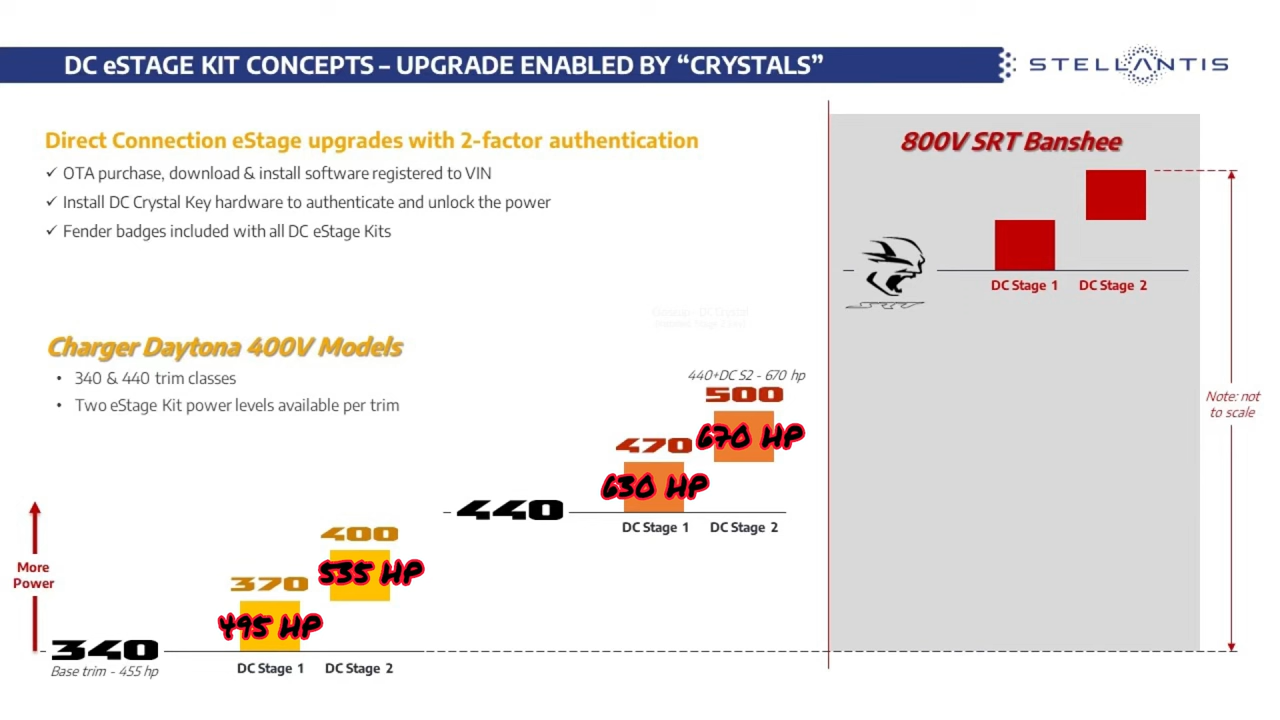 DC eSTAGE KIT CONCEPTS – UPGRADE ENABLED BY “CRYSTALS”
STELLANTIS
Direct Connection eStage upgrades with 2-factor authentication
✓ OTA purchase, download & install software registered to VIN
✓ Install DC Crystal Key hardware to authenticate and unlock the power
✓ Fender badges included with all DC eStage Kits
800V SRT Banshee
DC Stage 1
DC Stage 2
SRT
Note: not
to scale
Charger Daytona 400V Models
• 340 & 440 trim classes
• Two eStage Kit power levels available per trim
440+DC S2 - 670 hp
500
670 HP
470
630 HP
440
DC Stage 1
DC Stage 2
400
535 HP
370
495 HP
More
Power
340
Base trim - 455 hp
DC Stage 1
DC Stage 2